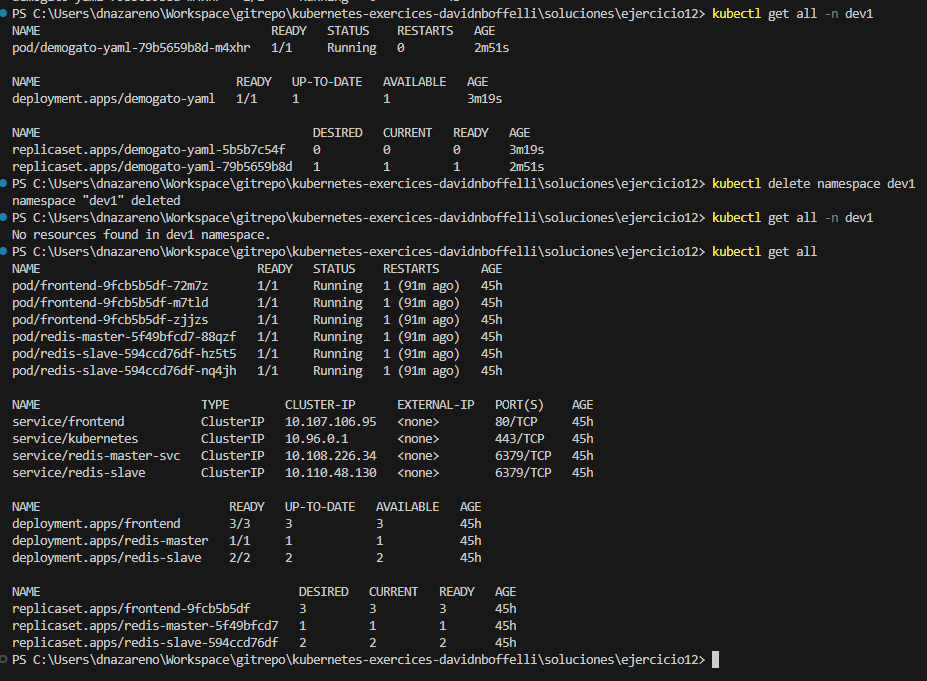 PS C:\Users\dnazareno\Workspace\gitrepo\kubernetes-exercices-davidnboffelli\soluciones\ejercicio12> kubectl get all -n dev1
NAME READY STATUS RESTARTS AGE
pod/demogato-yaml-79b5659b8d-m4xhr 1/1 Running 0 2m51s
NAME READY UP-TO-DATE AVAILABLE AGE
deployment.apps/demogato-yaml 1/1 1 1 3m19s
NAME DESIRED CURRENT READY AGE
replicaset.apps/demogato-yaml-5b5b7c54f 0 0 0 3m19s
replicaset.apps/demogato-yaml-79b5659b8d 1 1 1 2m51s
PS C:\Users\dnazareno\Workspace\gitrepo\kubernetes-exercices-davidnboffelli\soluciones\ejercicio12> kubectl delete namespace dev1
namespace "dev1" deleted
PS C:\Users\dnazareno\Workspace\gitrepo\kubernetes-exercices-davidnboffelli\soluciones\ejercicio12> kubectl get all -n dev1
No resources found in dev1 namespace.
PS C:\Users\dnazareno\Workspace\gitrepo\kubernetes-exercices-davidnboffelli\soluciones\ejercicio12> kubectl get all
NAME READY STATUS RESTARTS AGE
pod/frontend-9fcb5b5df-72m7z 1/1 Running 1 (91m ago) 45h
pod/frontend-9fcb5b5df-m7tld 1/1 Running 1 (91m ago) 45h
pod/frontend-9fcb5b5df-zjjzs 1/1 Running 1 (91m ago) 45h
pod/redis-master-5f49bfcd7-88qzf 1/1 Running 1 (91m ago) 45h
pod/redis-slave-594ccd76df-hz5t5 1/1 Running 1 (91m ago) 45h
pod/redis-slave-594ccd76df-nq4jh 1/1 Running 1 (91m ago) 45h
NAME TYPE CLUSTER-IP EXTERNAL-IP PORT(S) AGE
service/frontend ClusterIP 10.107.106.95 <none> 80/TCP 45h
service/kubernetes ClusterIP 10.96.0.1 <none> 443/TCP 45h
service/redis-master-svc ClusterIP 10.108.226.34 <none> 6379/TCP 45h
service/redis-slave ClusterIP 10.110.48.130 <none> 6379/TCP 45h
NAME READY UP-TO-DATE AVAILABLE AGE
deployment.apps/frontend 3/3 3 3 45h
deployment.apps/redis-master 1/1 1 1 45h
deployment.apps/redis-slave 2/2 2 2 45h
NAME DESIRED CURRENT READY AGE
replicaset.apps/frontend-9fcb5b5df 3 3 3 45h
replicaset.apps/redis-master-5f49bfcd7 1 1 1 45h
replicaset.apps/redis-slave-594ccd76df 2 2 2 45h
PS C:\Users\dnazareno\Workspace\gitrepo\kubernetes-exercices-davidnboffelli\soluciones\ejercicio12>